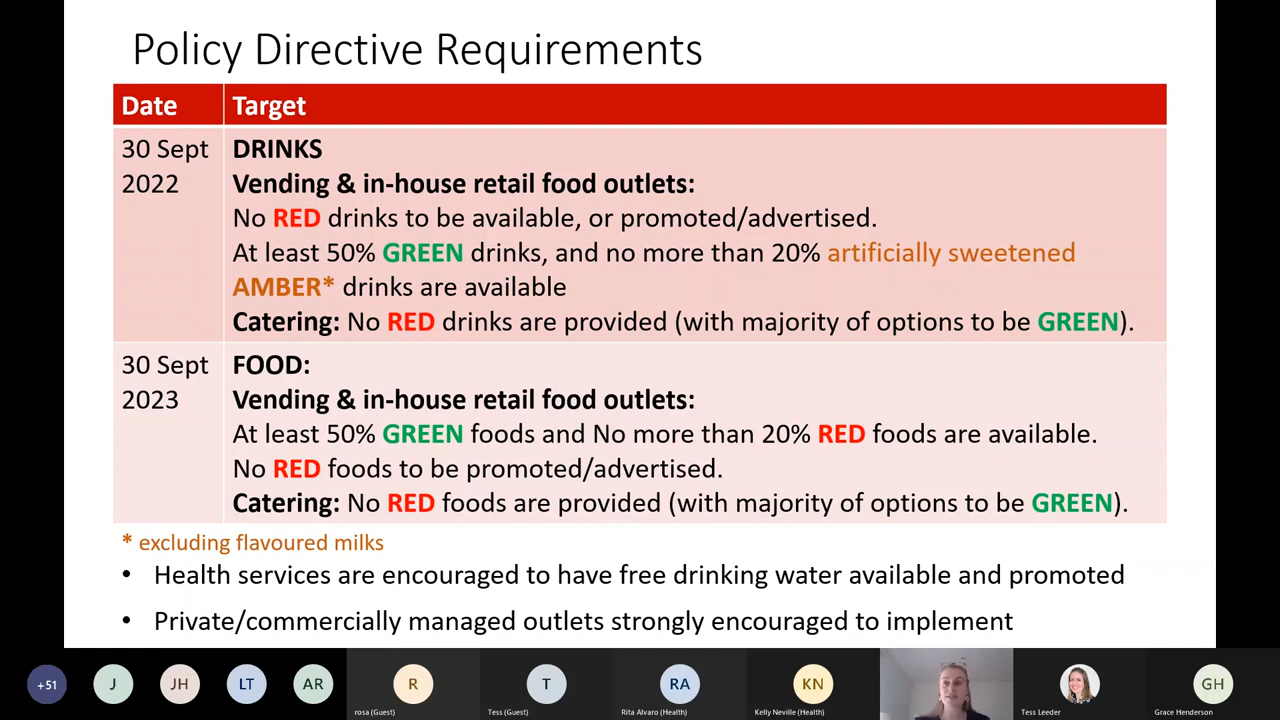 Policy Directive Requirements
Date Target
30 Sept DRINKS
2022 Vending & in-house retail food outlets:
No RED drinks to be available, or promoted/advertised.
At least 50% GREEN drinks, and no more than 20% artificially sweetened
AMBER* drinks are available
Catering: No RED drinks are provided (with majority of options to be GREEN).
30 Sept FOOD:
2023 Vending & in-house retail food outlets:
At least 50% GREEN foods and No more than 20% RED foods are available.
No RED foods to be promoted/advertised.
Catering: No RED foods are provided (with majority of options to be GREEN).
* excluding flavoured milks
• Health services are encouraged to have free drinking water available and promoted
• Private/commercially managed outlets strongly encouraged to implement
+51 J JH LT AR R T RA KN GH
rosa (Guest) Tess (Guest) Rita Alvaro (Health) Kelly Neville (Health) Tess Leeder Grace Henderson